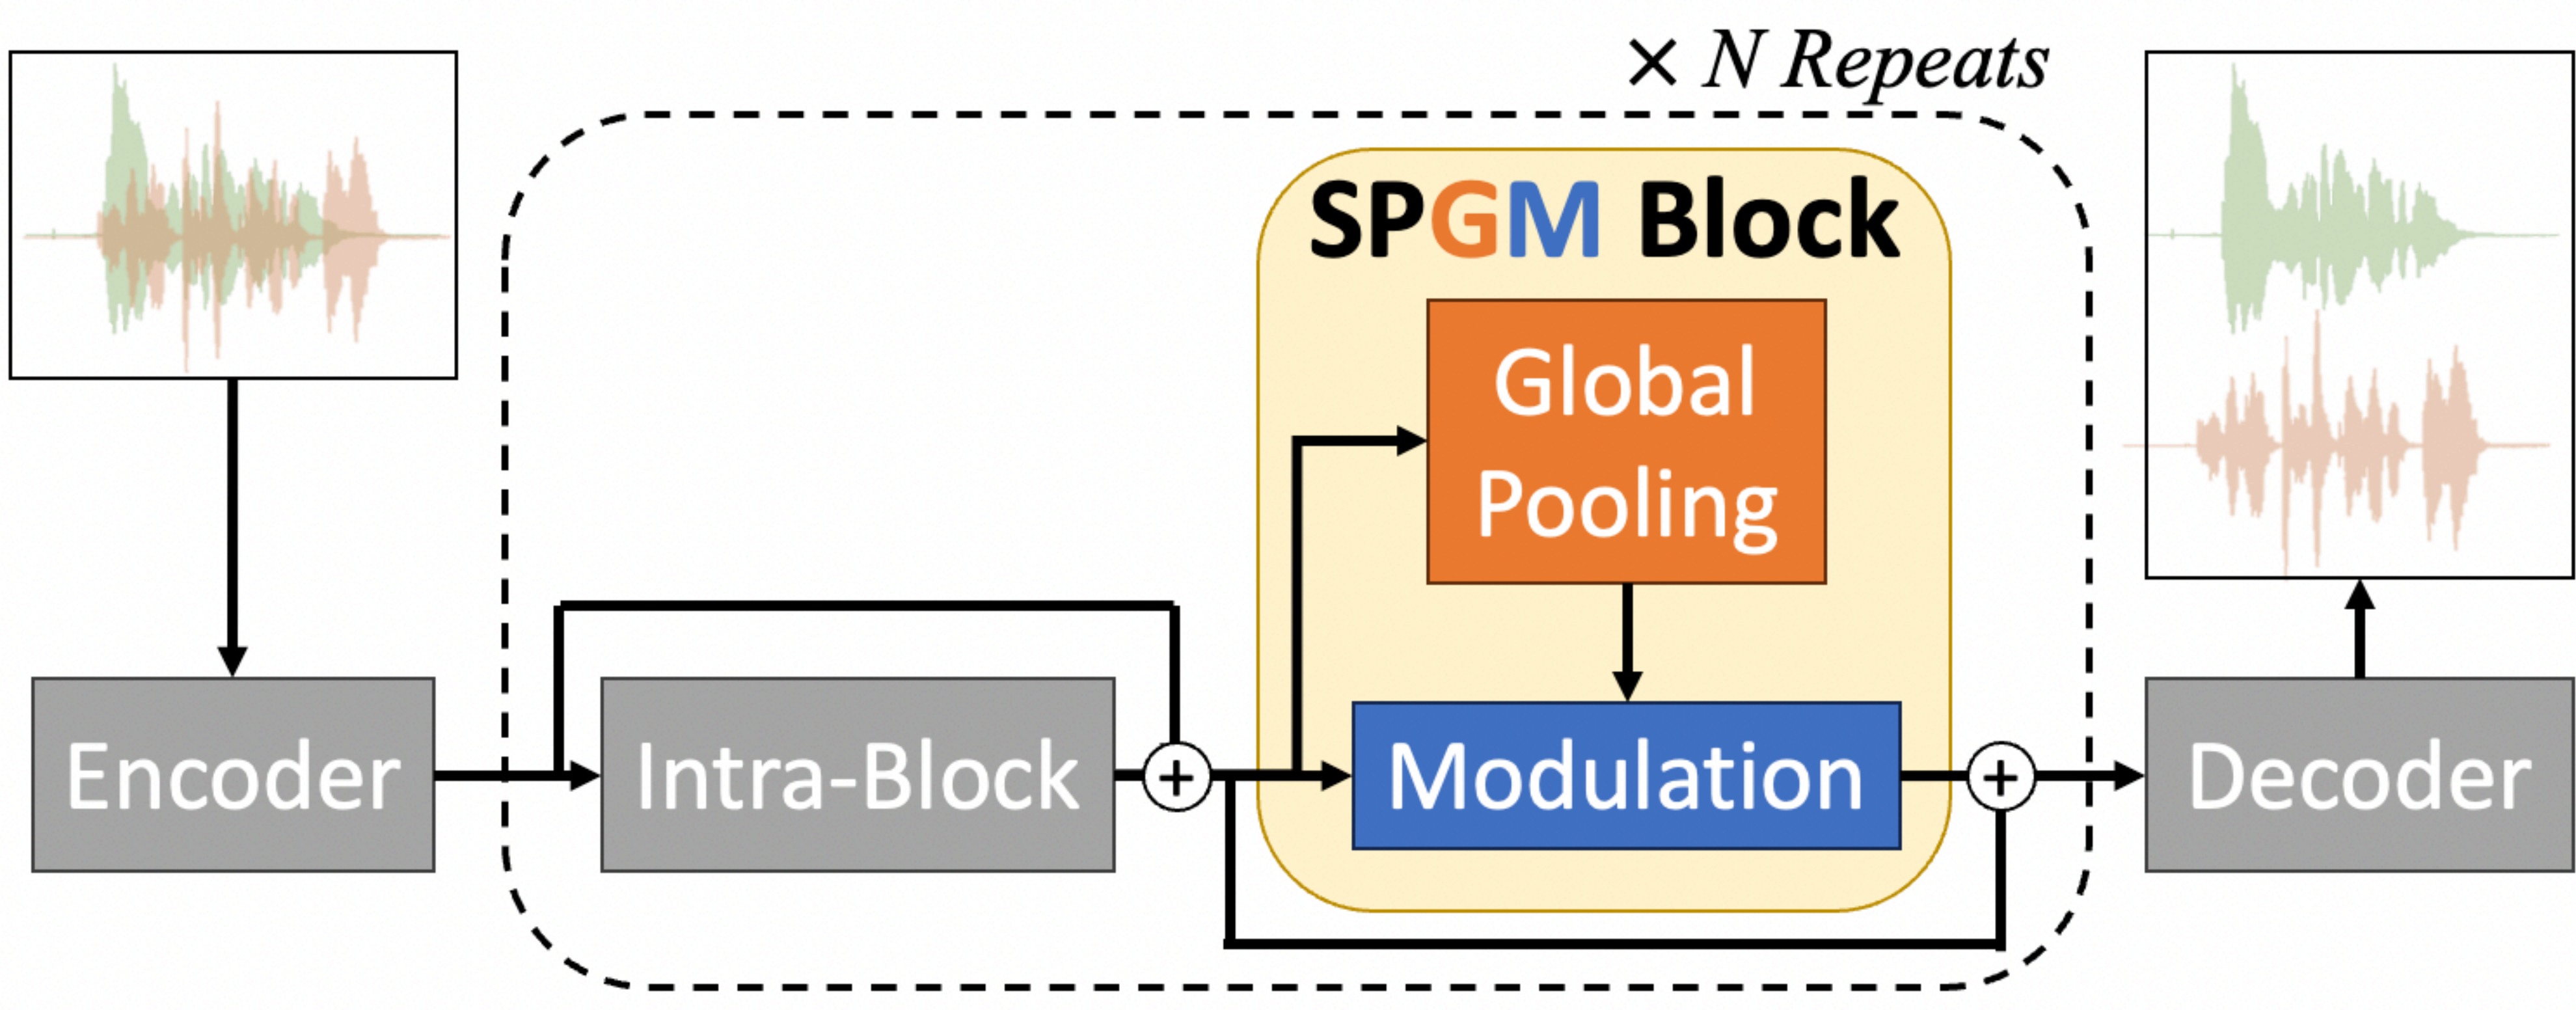 × N Repeats
SPGM Block
Global
Pooling
Encoder
Intra-Block
+
Modulation
+
Decoder